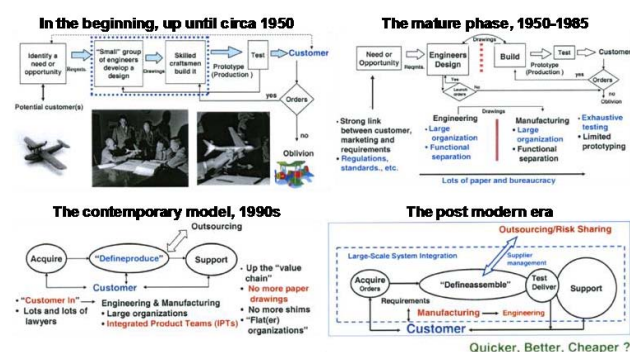 In the beginning, up until circa 1950
Identify a
need or
opportunity
Reqmts
"Small" group
of engineers
develop a
design
Drawings
Skilled
craftsmen
build it
Prototype
(Production )
Test
Customer
yes
Orders
no
Oblivion
Potential customer(s)
The mature phase, 1950-1985
Drawings
Need or
Opportunity
Reqmts
Engineers
Design
Build
Prototype
(Production )
Test
Customer
Yes
Launch
orders
No
yes
Orders
no
Oblivion
• Strong link
between customer,
marketing and
requirements
• Regulations,
standards., etc.
Drawings
Engineering
• Large
organization
• Functional
separation
Manufacturing
• Large
organization
• Functional
separation
• Exhaustive
testing
• Limited
prototyping
Lots of paper and bureaucracy
The contemporary model, 1990s
Outsourcing
Acquire
"Defineproduce"
Support
Customer
• "Customer In"
• Lots and lots of
lawyers
Engineering & Manufacturing
• Large organizations
• Integrated Product Teams (IPTs)
• Up the "value
chain"
• No more paper
drawings
• No more shims
• "Flat(er)
organizations"
The post modern era
Outsourcing/Risk Sharing
Large-Scale System Integration
Supplier
management
Acquire
Orders
"Defineassemble"
Test
Deliver
Support
Requirements
Manufacturing
Engineering
Customer
Quicker, Better, Cheaper ?